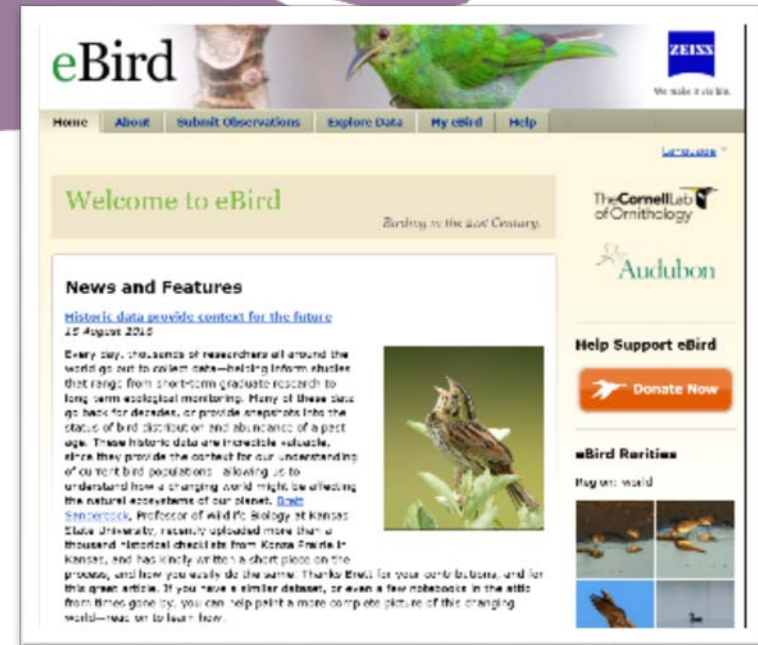 eBird
ZEISS
We make it visible.
Home About Submit Observations Explore Data My eBird Help
Language
Welcome to eBird
Birding in the 21st Century.
The CornellLab
of Ornithology
Audubon
News and Features
Historic data provide context for the future
15 August 2016
Every day, thousands of researchers all around the
world go out to collect data—helping inform studies
that range from short-term graduate research to
long term ecological monitoring. Many of these data
go back for decades, or provide snapshots into the
status of bird distribution and abundance of a past
age. These historic data are incredible valuable,
since they provide the context for our understanding
of current bird populations allowing us to
understand how a changing world might be affecting
the natural ecosystems of our planet. Brett
Sandercock, Professor of Wildlife Biology at Kansas
State University, recently uploaded more than a
thousand historical checklists from Konza Prairie in
Kansas, and has kindly written a short piece on the
process, and how you easily do the same. Thanks Brett for your contributions, and for
this great article. If you have a similar dataset, or even a few notebooks in the attic
from times gone by, you can help paint a more complete picture of this changing
world—read on to learn how.
Help Support eBird
Donate Now
eBird Rarities
Region: world